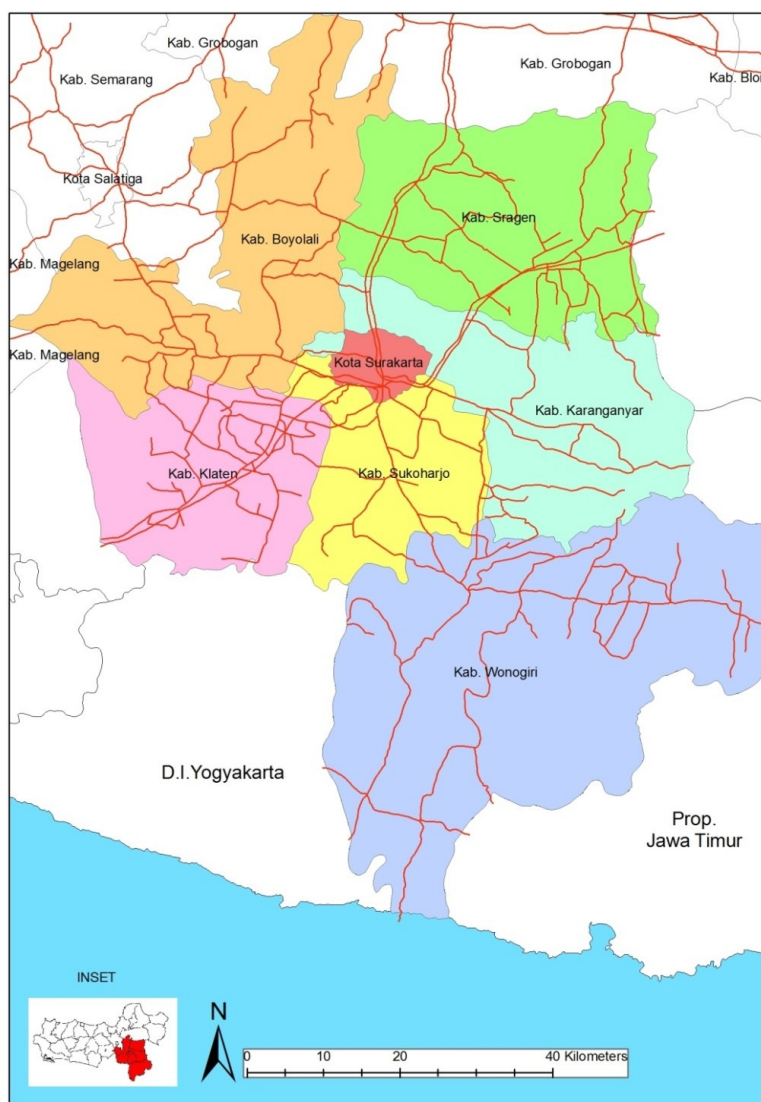 Kab. Grobogan
Kab. Semarang
Kab. Grobogan
Kab. Blo
Kota Salatiga
Kab. Sragen
Kab. Boyolali
Kab. Magelang
Kab. Magelang
Kota Surakarta
Kab. Karanganyar
Kab. Klaten
Kab. Sukoharjo
Kab. Wonogiri
D.I.Yogyakarta
Prop.
Jawa Timur
INSET
N
0 10 20 40 Kilometers